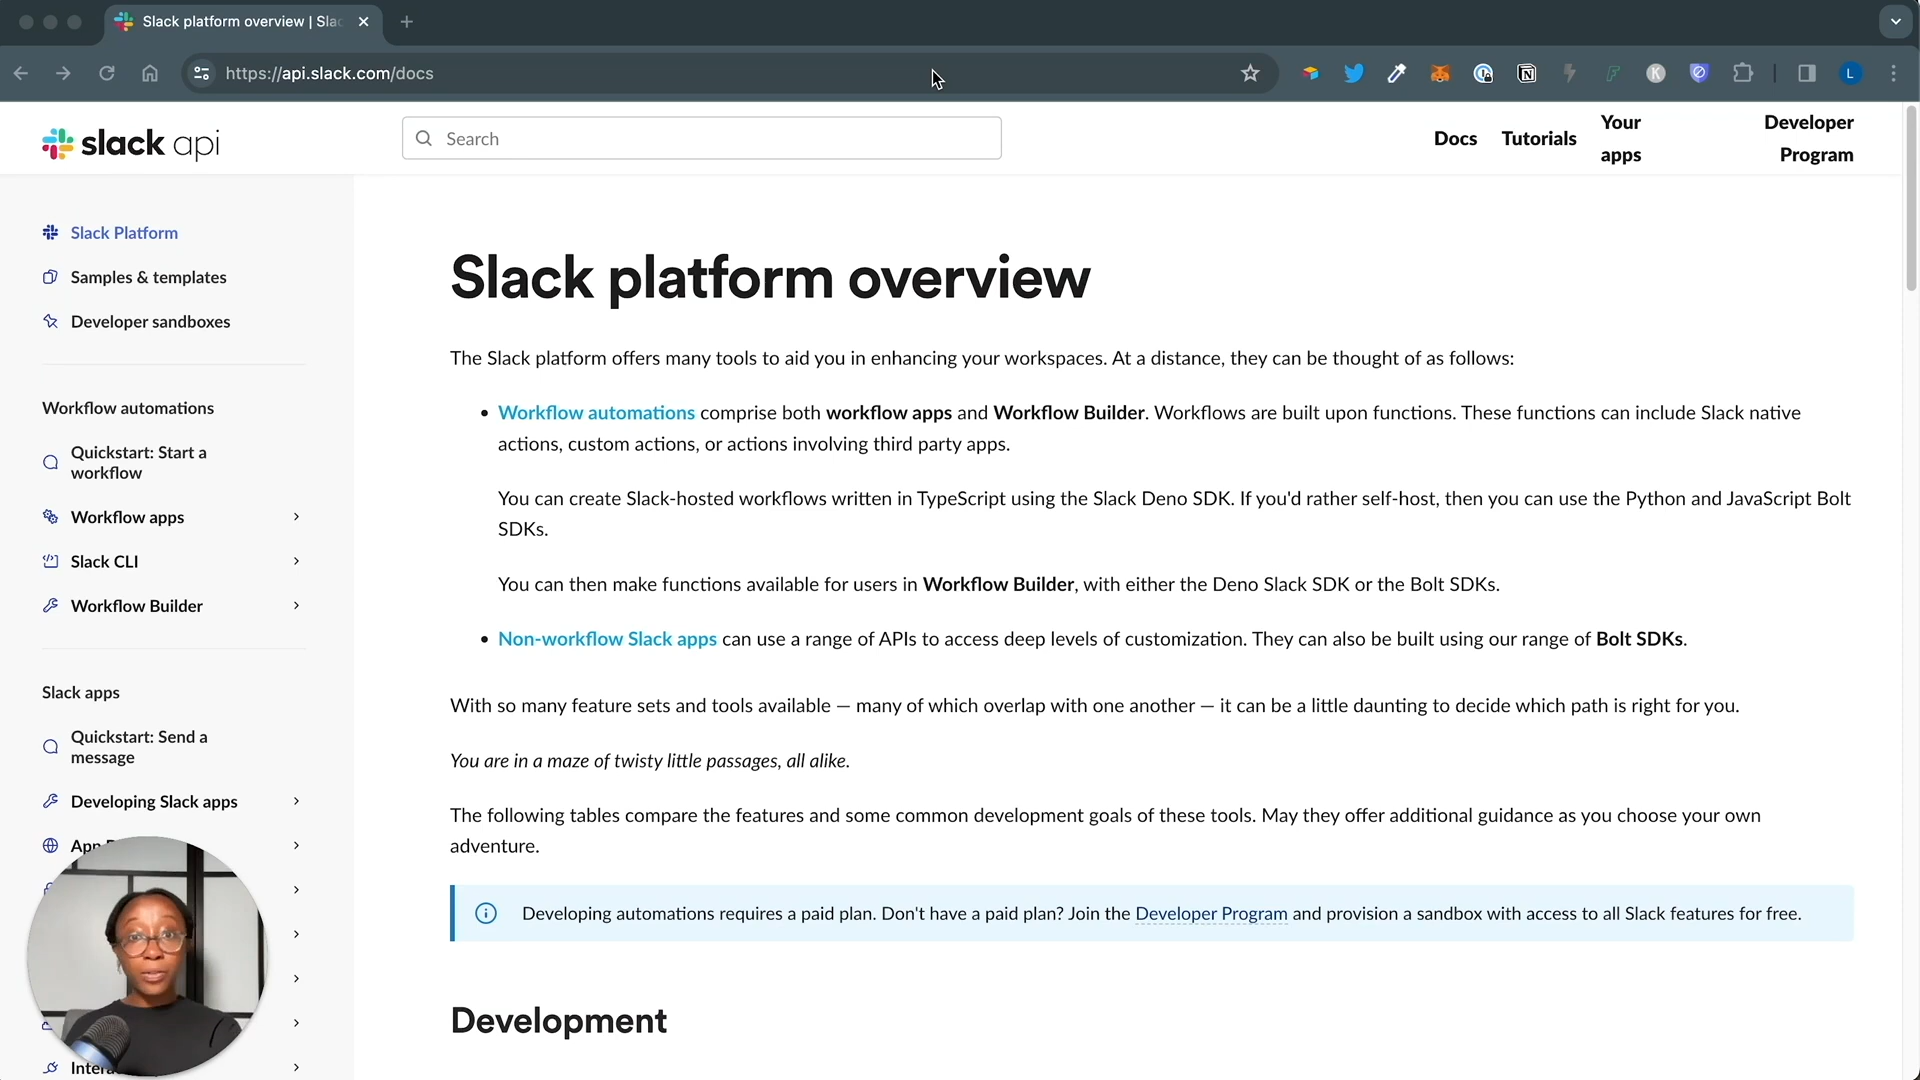 Slack platform overview | Slac
https://api.slack.com/docs
L
slack api
Search
Docs
Tutorials
Your
apps
Developer
Program
Slack Platform
Samples & templates
Developer sandboxes
Workflow automations
Quickstart: Start a
workflow
Workflow apps
Slack CLI
Workflow Builder
Slack apps
Quickstart: Send a
message
Developing Slack apps
App
Slack platform overview
The Slack platform offers many tools to aid you in enhancing your workspaces. At a distance, they can be thought of as follows:
• Workflow automations comprise both workflow apps and Workflow Builder. Workflows are built upon functions. These functions can include Slack native
actions, custom actions, or actions involving third party apps.
You can create Slack-hosted workflows written in TypeScript using the Slack Deno SDK. If you'd rather self-host, then you can use the Python and JavaScript Bolt
SDKs.
You can then make functions available for users in Workflow Builder, with either the Deno Slack SDK or the Bolt SDKs.
• Non-workflow Slack apps can use a range of APIs to access deep levels of customization. They can also be built using our range of Bolt SDKs.
With so many feature sets and tools available — many of which overlap with one another — it can be a little daunting to decide which path is right for you.
You are in a maze of twisty little passages, all alike.
The following tables compare the features and some common development goals of these tools. May they offer additional guidance as you choose your own
adventure.
Developing automations requires a paid plan. Don't have a paid plan? Join the Developer Program and provision a sandbox with access to all Slack features for free.
Development